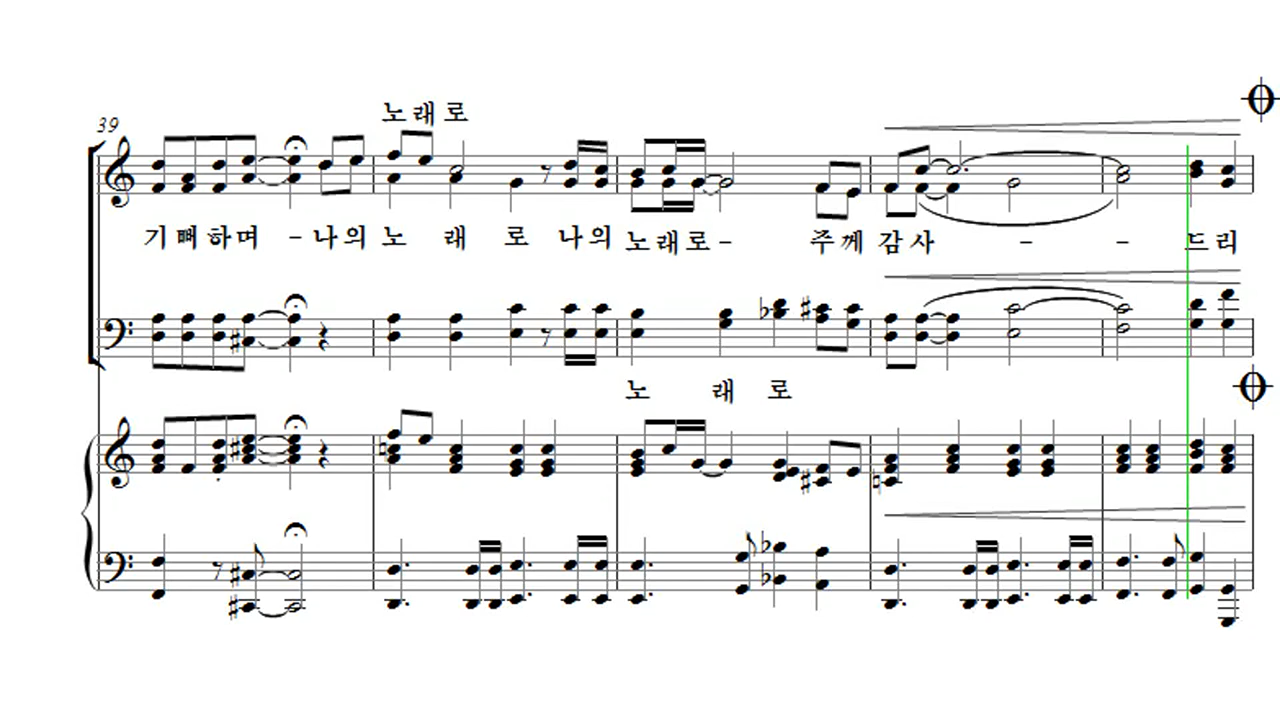 노래로
39
기뻐하며 - 나의 노 래 로 나의 노래로 - 주께 감사 - - 드리
노 래 로